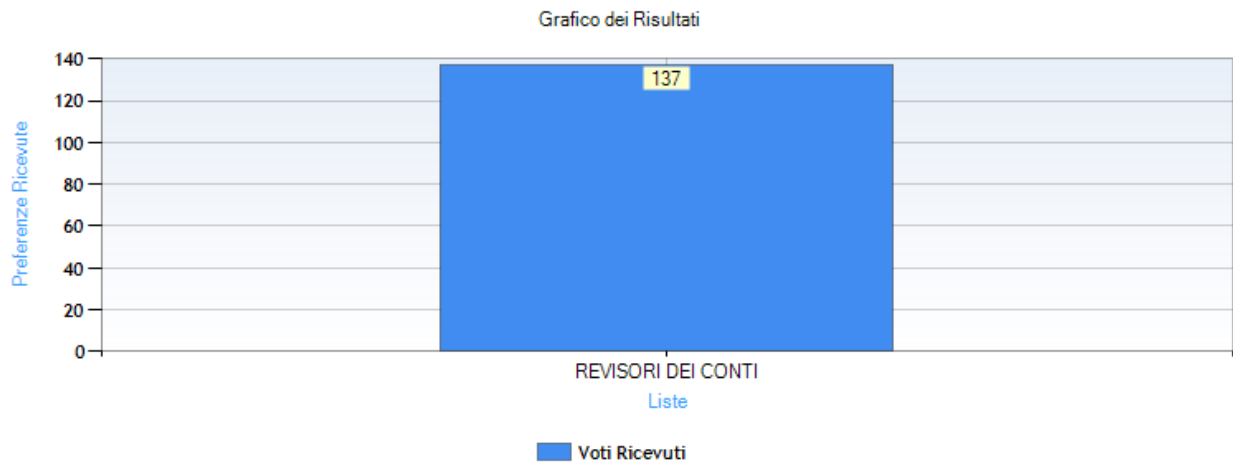 Grafico dei Risultati
140
137
120
100
80
60
40
20
0
Preferenze Ricevute
REVISORI DEI CONTI
Liste
Voti Ricevuti